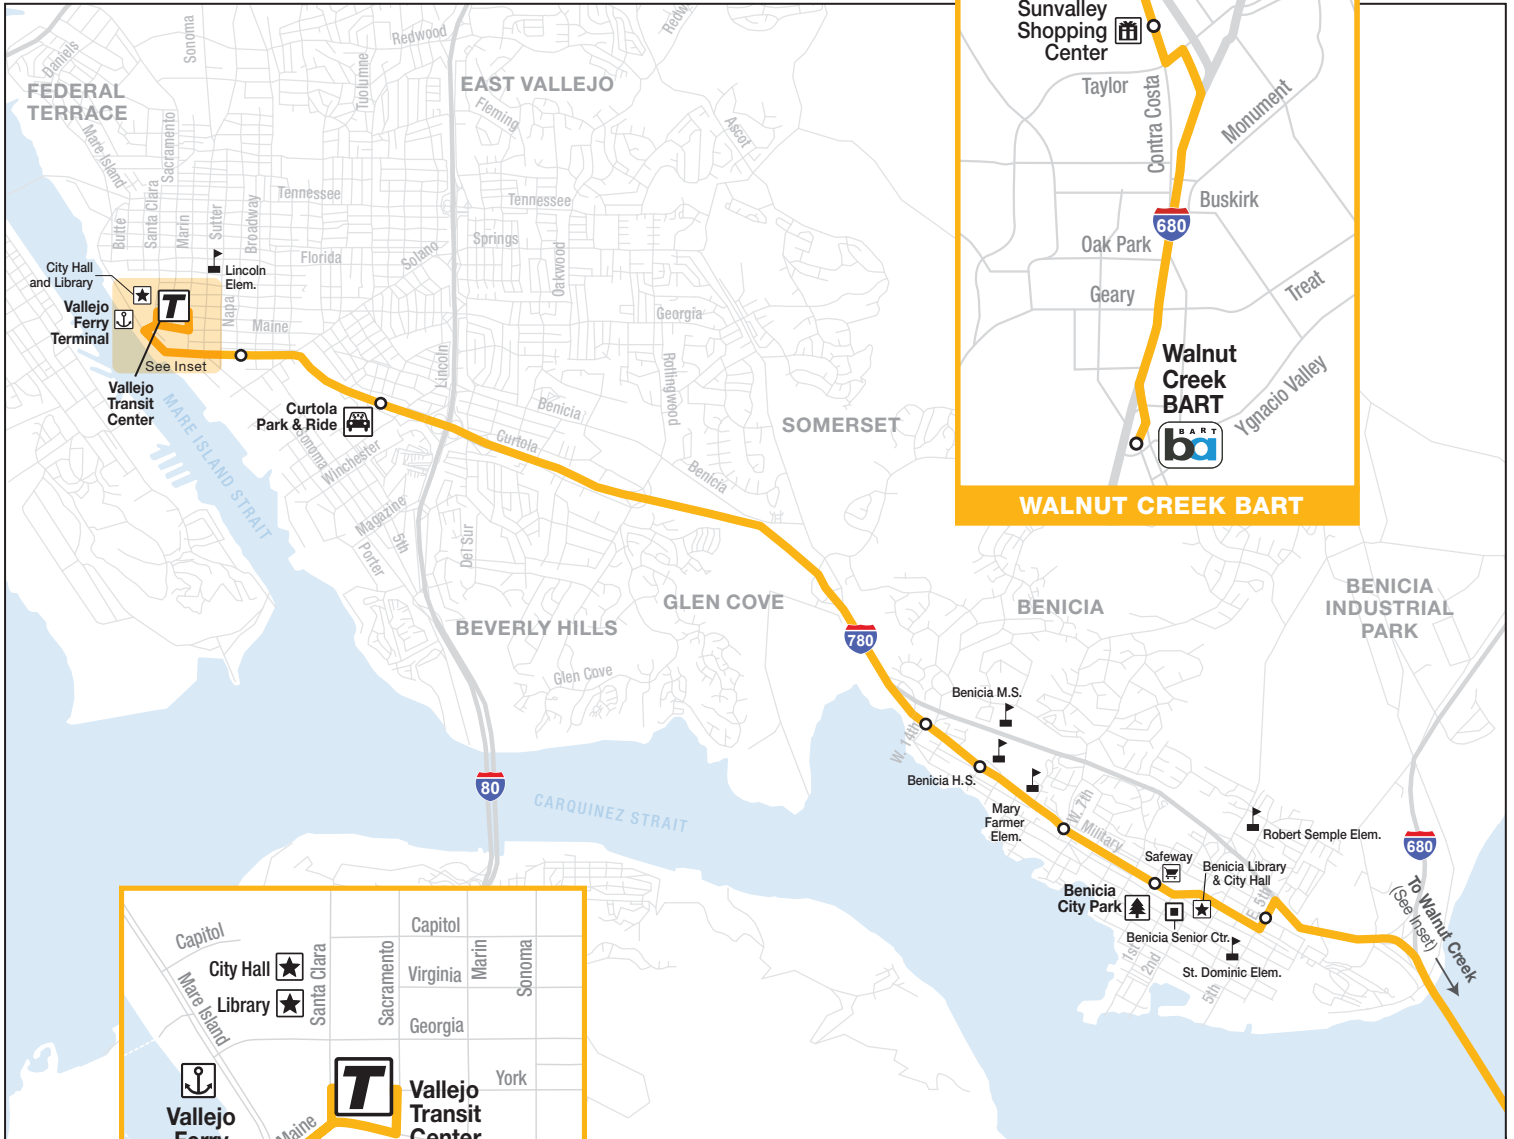 Daniels
Sonoma
Redwood
Redw
FEDERAL
TERRACE
Mare Island
Sacramento
Tuolumne
EAST VALLEJO
Fleming
Ascot
Tennessee
Tennessee
Butte
Santa Clara
Marin
Sutter
Broadway
Florida
Solano
Springs
Oakwood
Georgia
Rollingwood
City Hall
and Library
Lincoln
Elem.
Napa
Maine
Vallejo
Ferry
Terminal
T
See Inset
Vallejo
Transit
Center
MARE ISLAND STRAIT
Curtola
Park & Ride
Lincoln
Sonoma
Winchester
Magazine
Porter
5th
Del Sur
Benicia
Curtola
Benicia
SOMERSET
GLEN COVE
BEVERLY HILLS
Glen Cove
780
80
CARQUINEZ STRAIT
BENICIA
BENICIA
INDUSTRIAL
PARK
Benicia M.S.
W. 14th
Benicia H.S.
Mary
Farmer
Elem.
W. 7th
Military
Safeway
Benicia Library
& City Hall
Robert Semple Elem.
Benicia
City Park
E. 5th
Benicia Senior Ctr.
1st
2nd
St. Dominic Elem.
5th
680
To Walnut Creek
(See Inset)
Sunvalley
Shopping
Center
Taylor
Contra Costa
Monument
Buskirk
680
Oak Park
Geary
Treat
Walnut
Creek
BART
BART
ba
Ygnacio Valley
WALNUT CREEK BART
Capitol
Capitol
City Hall
Library
Mare Island
Santa Clara
Sacramento
Virginia
Marin
Sonoma
Georgia
York
T
Vallejo
Transit
Center
Vallejo
Ferry
Maine